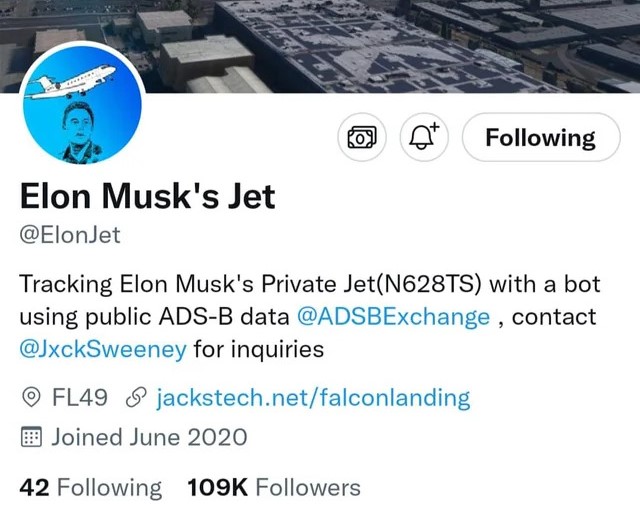 Following
Elon Musk's Jet
@ElonJet
Tracking Elon Musk's Private Jet(N628TS) with a bot
using public ADS-B data @ADSBExchange , contact
@JxckSweeney for inquiries
FL49 jackstech.net/falconlanding
Joined June 2020
42 Following 109K Followers